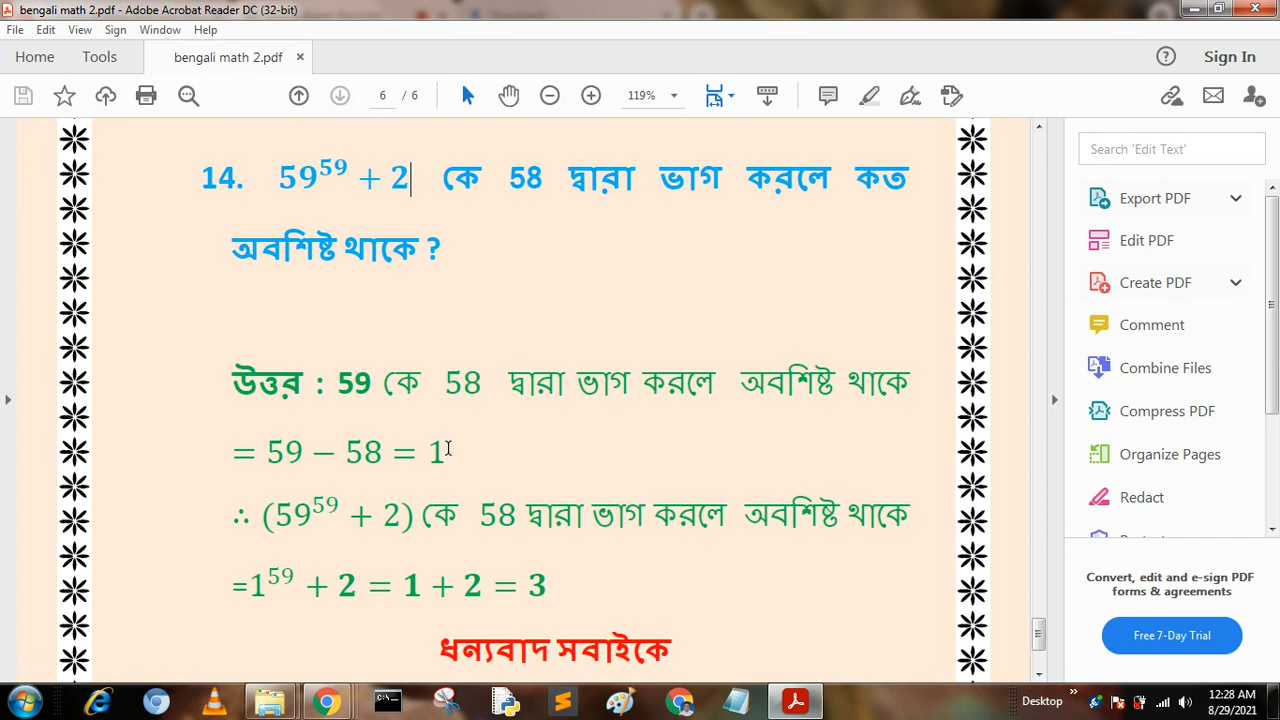 bengali math 2.pdf - Adobe Acrobat Reader DC (32-bit)
File Edit View Sign Window Help
Home Tools bengali math 2.pdf × Sign In
6 / 6 119%
14. 59⁵⁹ + 2 কে 58 দ্বারা ভাগ করলে কত
অবশিষ্ট থাকে ?
উত্তর : 59 কে 58 দ্বারা ভাগ করলে অবশিষ্ট থাকে
= 59 − 58 = 1
∴ (59⁵⁹ + 2) কে 58 দ্বারা ভাগ করলে অবশিষ্ট থাকে
=1⁵⁹ + 2 = 1 + 2 = 3
ধন্যবাদ সবাইকে
Search 'Edit Text'
Export PDF
Edit PDF
Create PDF
Comment
Combine Files
Compress PDF
Organize Pages
Redact
Convert, edit and e-sign PDF
forms & agreements
Free 7-Day Trial
Desktop » 12:28 AM
8/29/2021